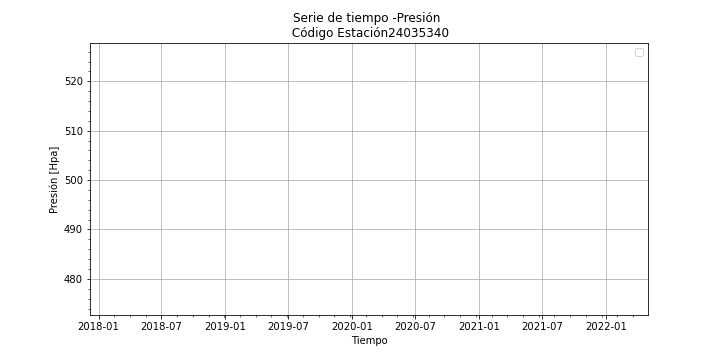 Serie de tiempo -Presión
Código Estación24035340
520
510
500
490
480
Presión [Hpa]
2018-01 2018-07 2019-01 2019-07 2020-01 2020-07 2021-01 2021-07 2022-01
Tiempo